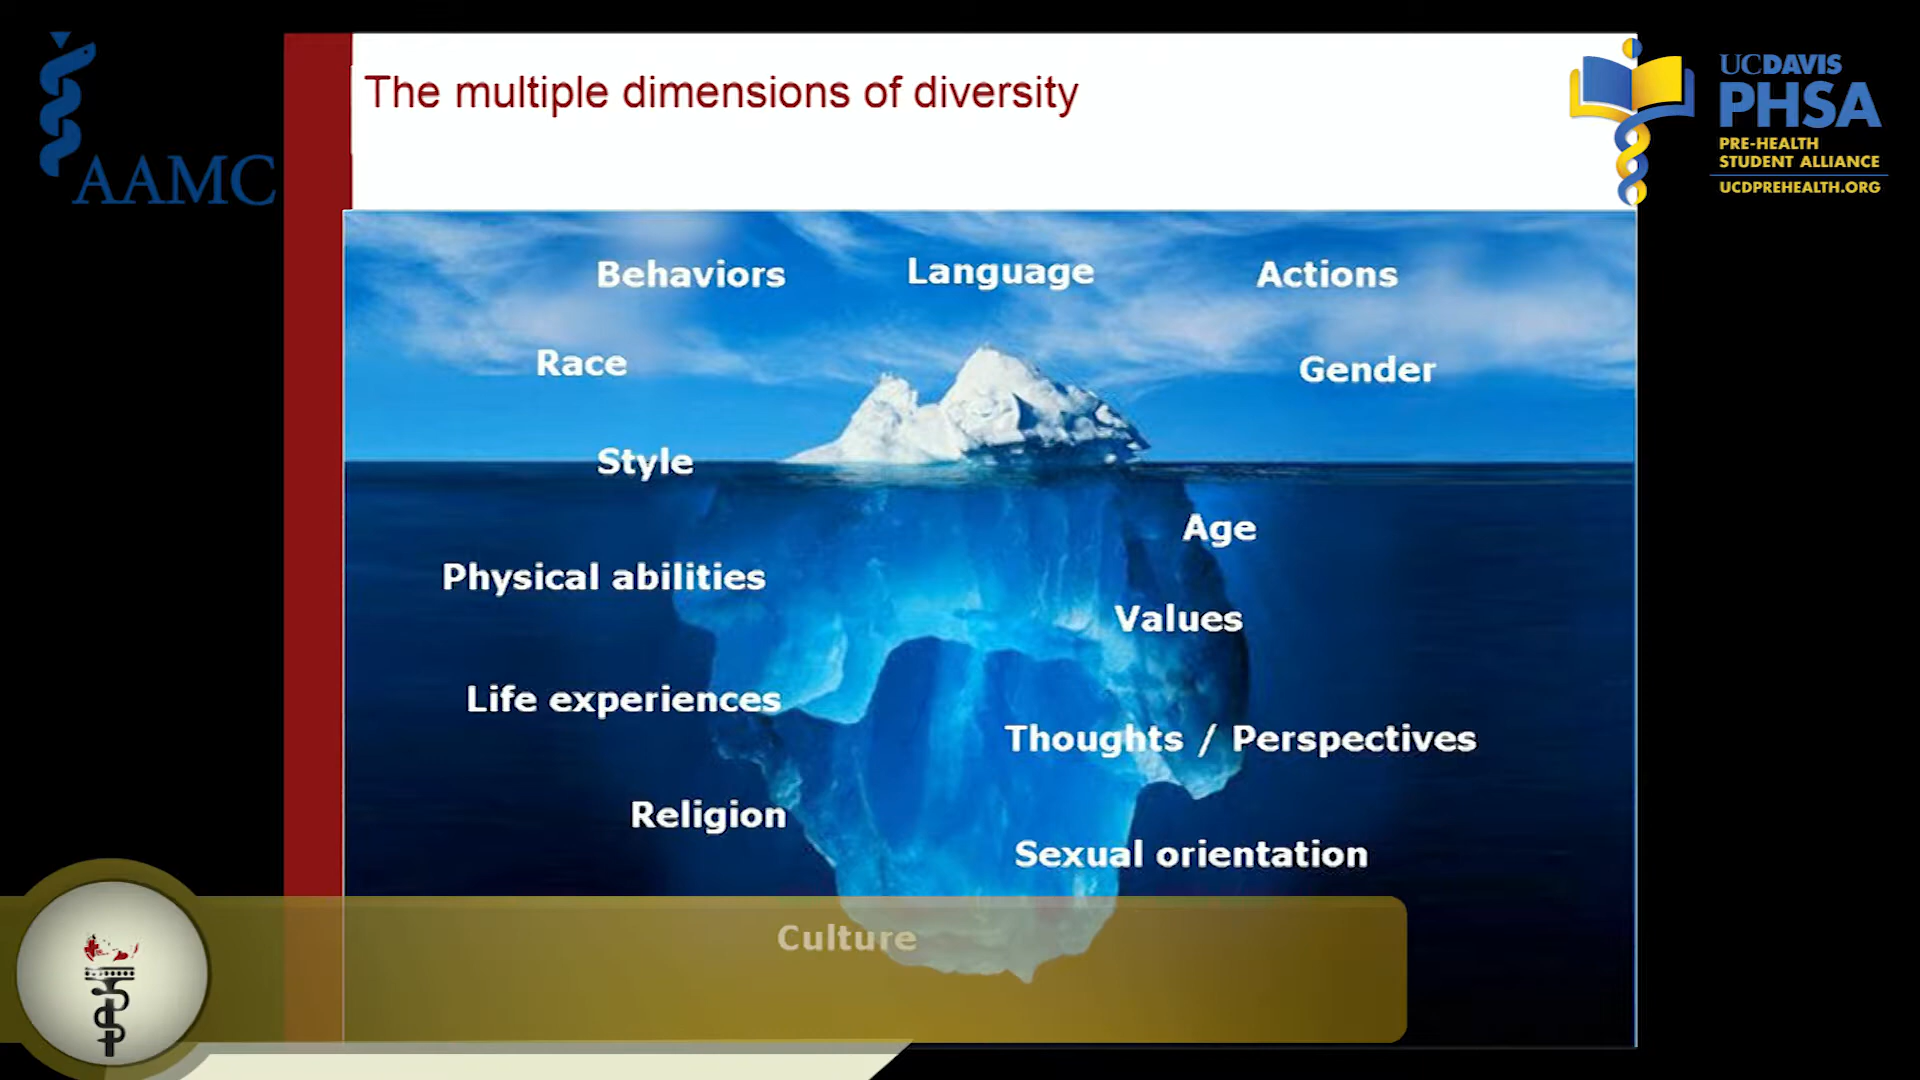 AAMC
The multiple dimensions of diversity
UCDAVIS
PHSA
PRE-HEALTH
STUDENT ALLIANCE
UCDPREHEALTH.ORG
Behaviors
Language
Actions
Race
Gender
Style
Age
Physical abilities
Values
Life experiences
Thoughts / Perspectives
Religion
Sexual orientation
Culture